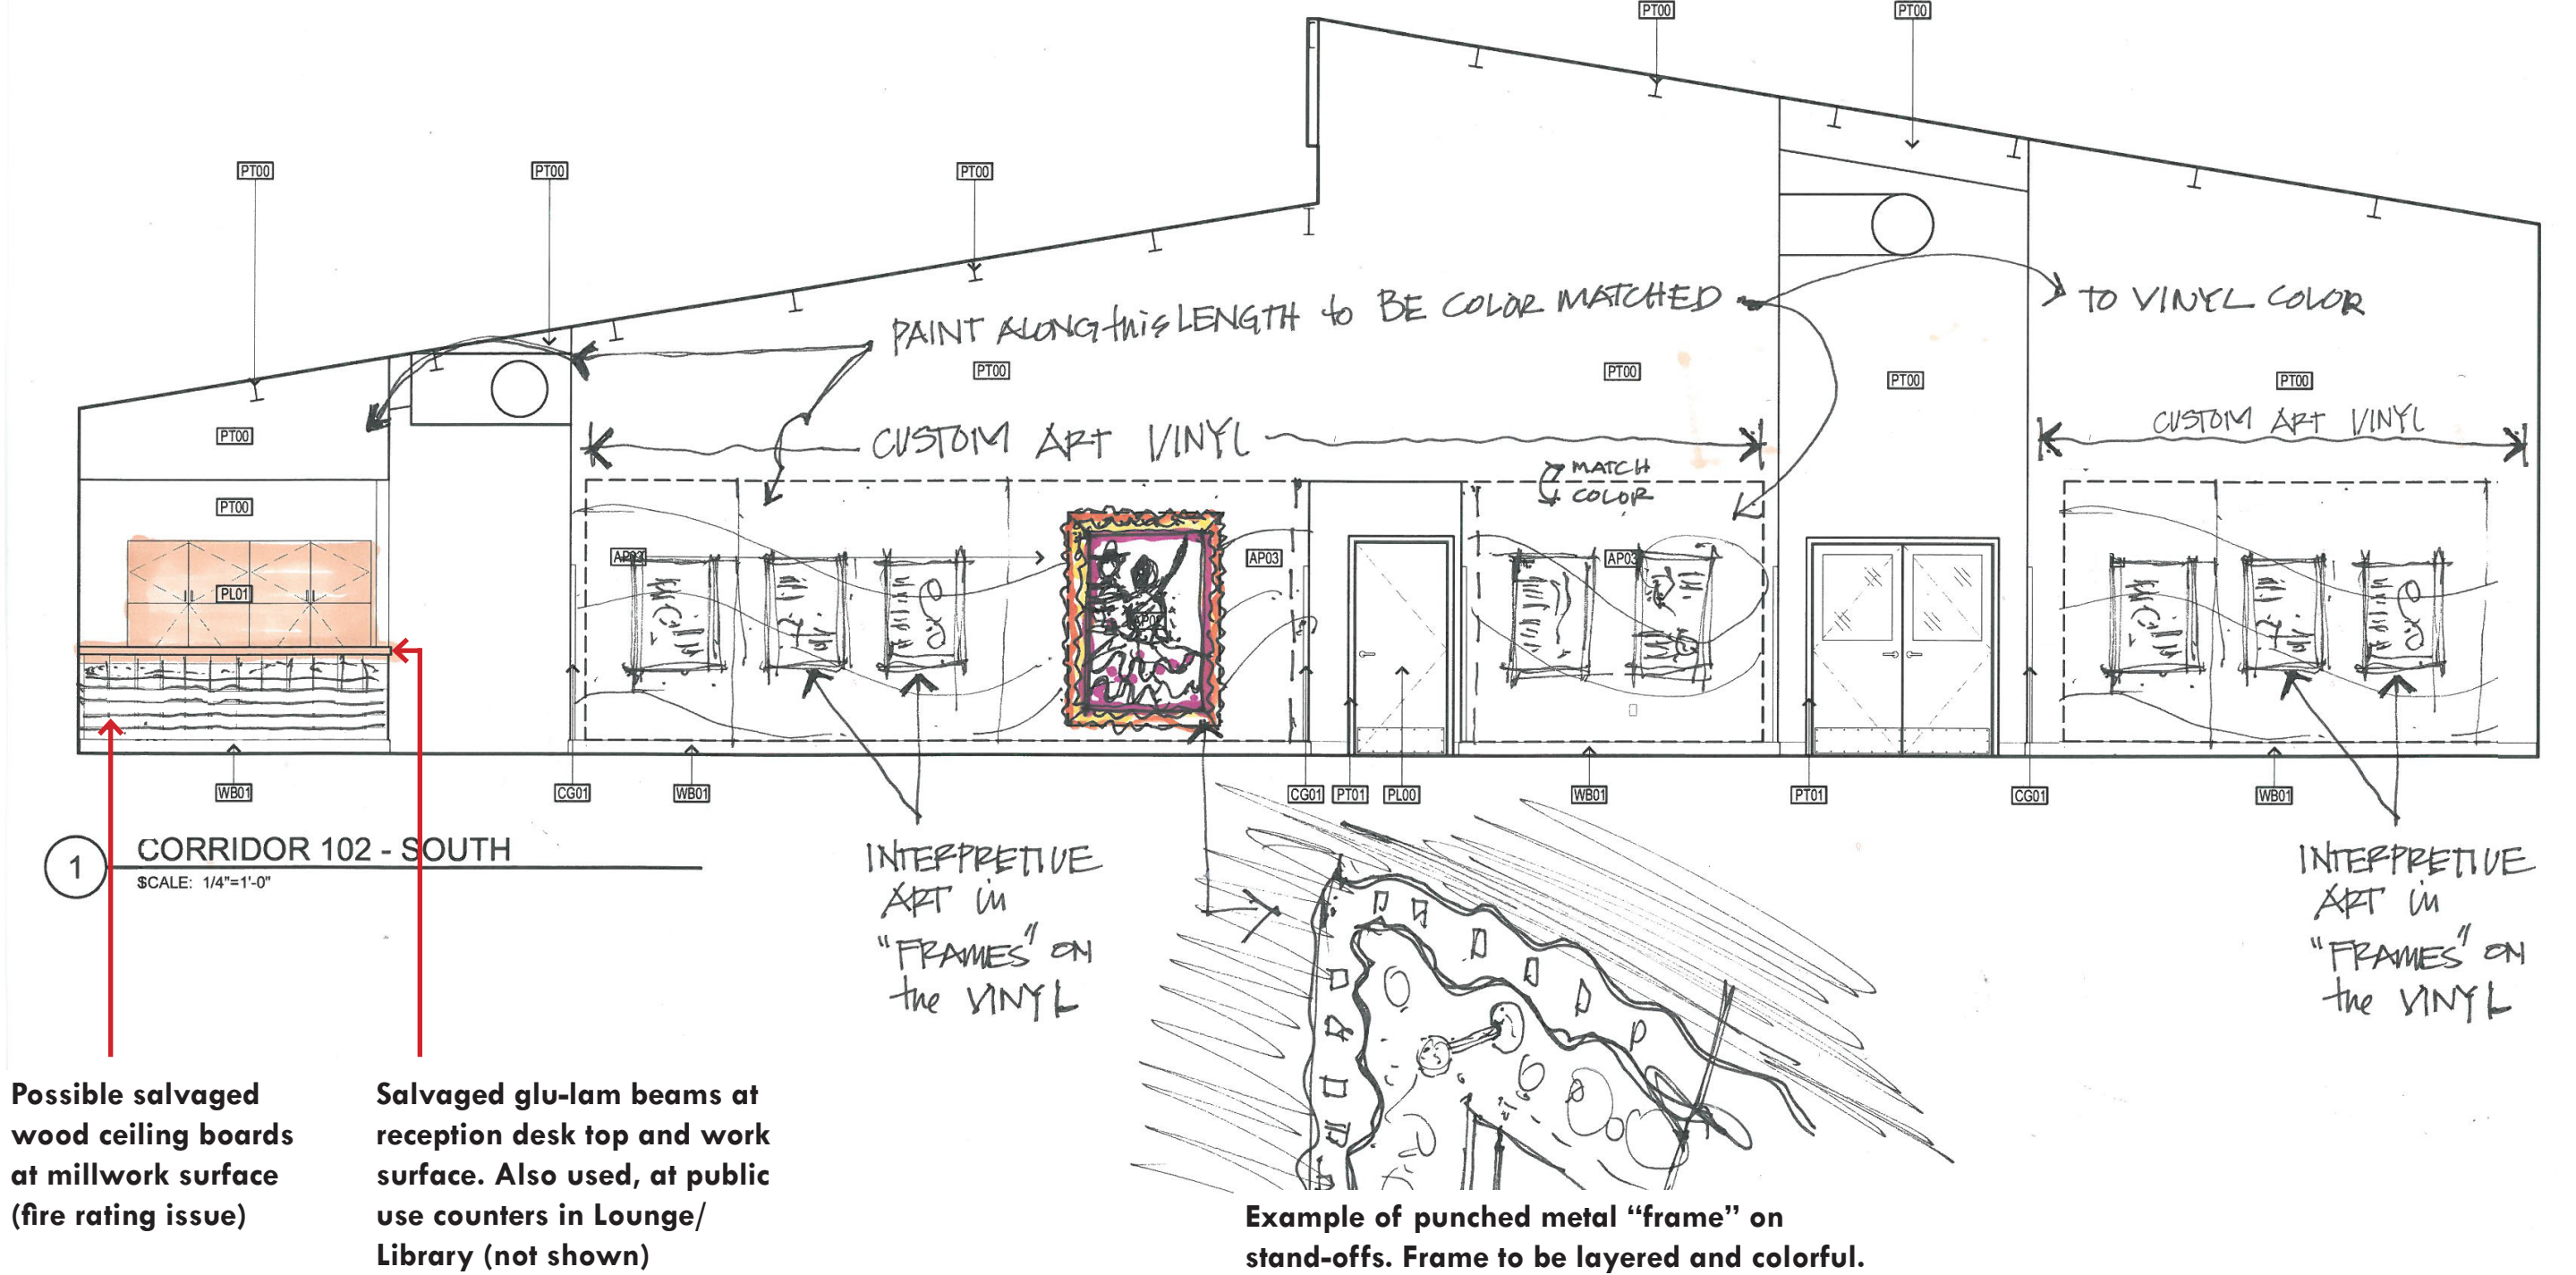 PT00
PT00
PT00
PT00
PT00
PAINT ALONG this LENGTH to BE COLOR MATCHED
TO VINYL COLOR
PT00
PT00
PT00
PT00
PT00
PT00
CUSTOM ART VINYL
CUSTOM ART VINYL
MATCH
COLOR
AP03
AP03
AP03
PL01
WB01
CG01
WB01
CG01
PT01
PL00
WB01
PT01
CG01
WB01
1
CORRIDOR 102 - SOUTH
SCALE: 1/4"=1'-0"
INTERPRETIVE
ART in
"FRAMES" ON
the VINYL
INTERPRETIVE
ART in
"FRAMES" ON
the VINYL
Possible salvaged
wood ceiling boards
at millwork surface
(fire rating issue)
Salvaged glu-lam beams at
reception desk top and work
surface. Also used, at public
use counters in Lounge/
Library (not shown)
Example of punched metal “frame” on
stand-offs. Frame to be layered and colorful.